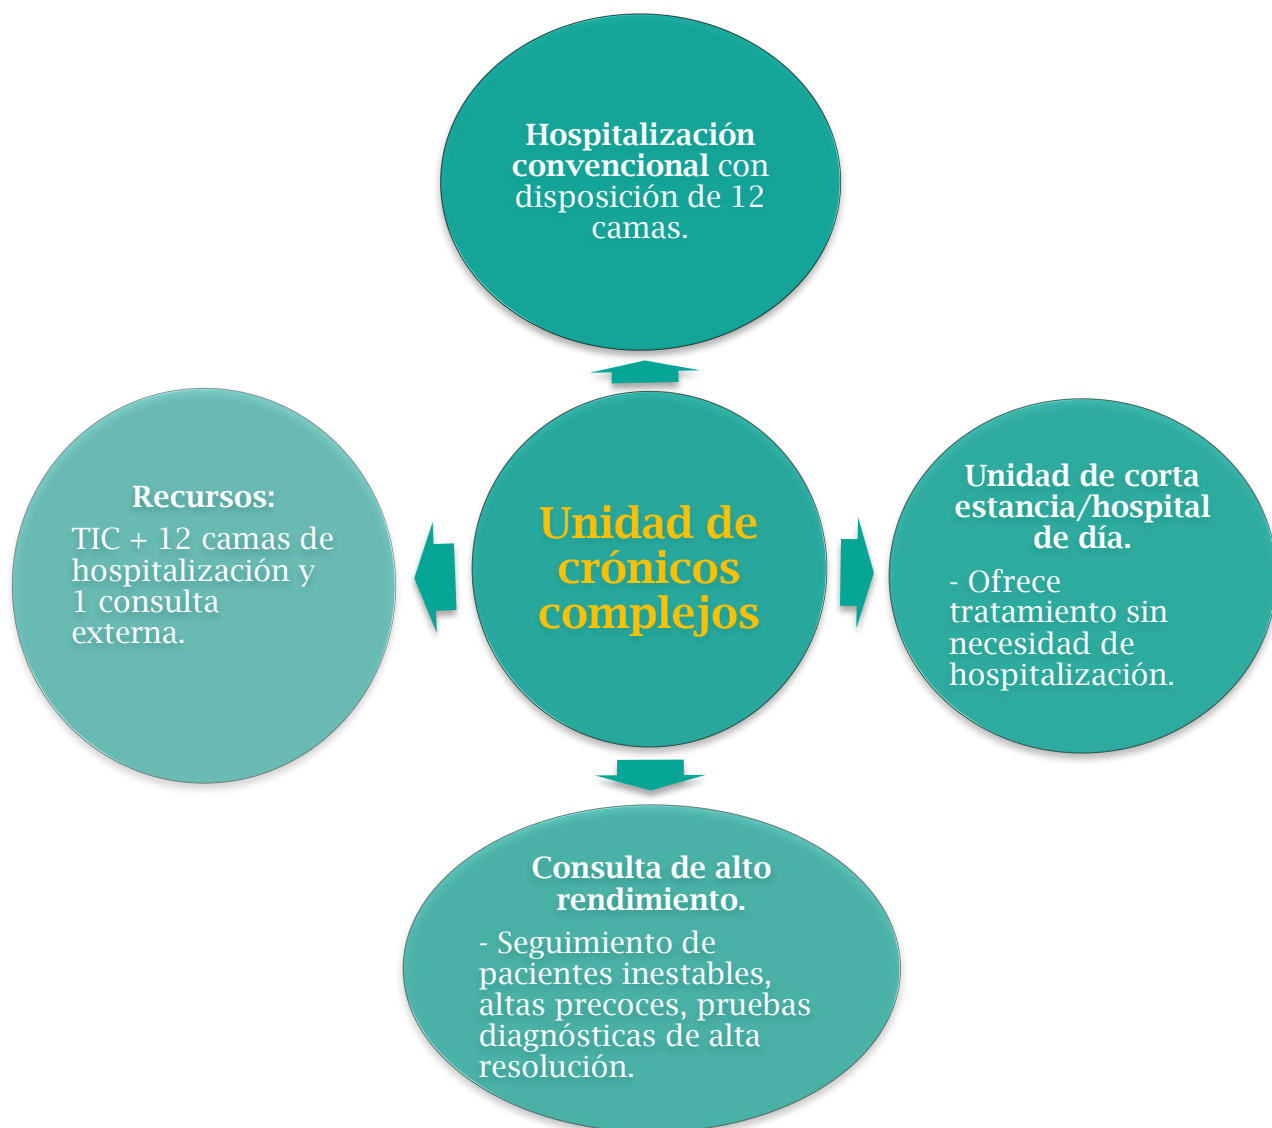 Hospitalización
convencional con
disposición de 12
camas.
Recursos:
TIC + 12 camas de
hospitalización y
1 consulta
externa.
Unidad de
crónicos
complejos
Unidad de corta
estancia/hospital
de día.
- Ofrece
tratamiento sin
necesidad de
hospitalización.
Consulta de alto
rendimiento.
- Seguimiento de
pacientes inestables,
altas precoces, pruebas
diagnósticas de alta
resolución.